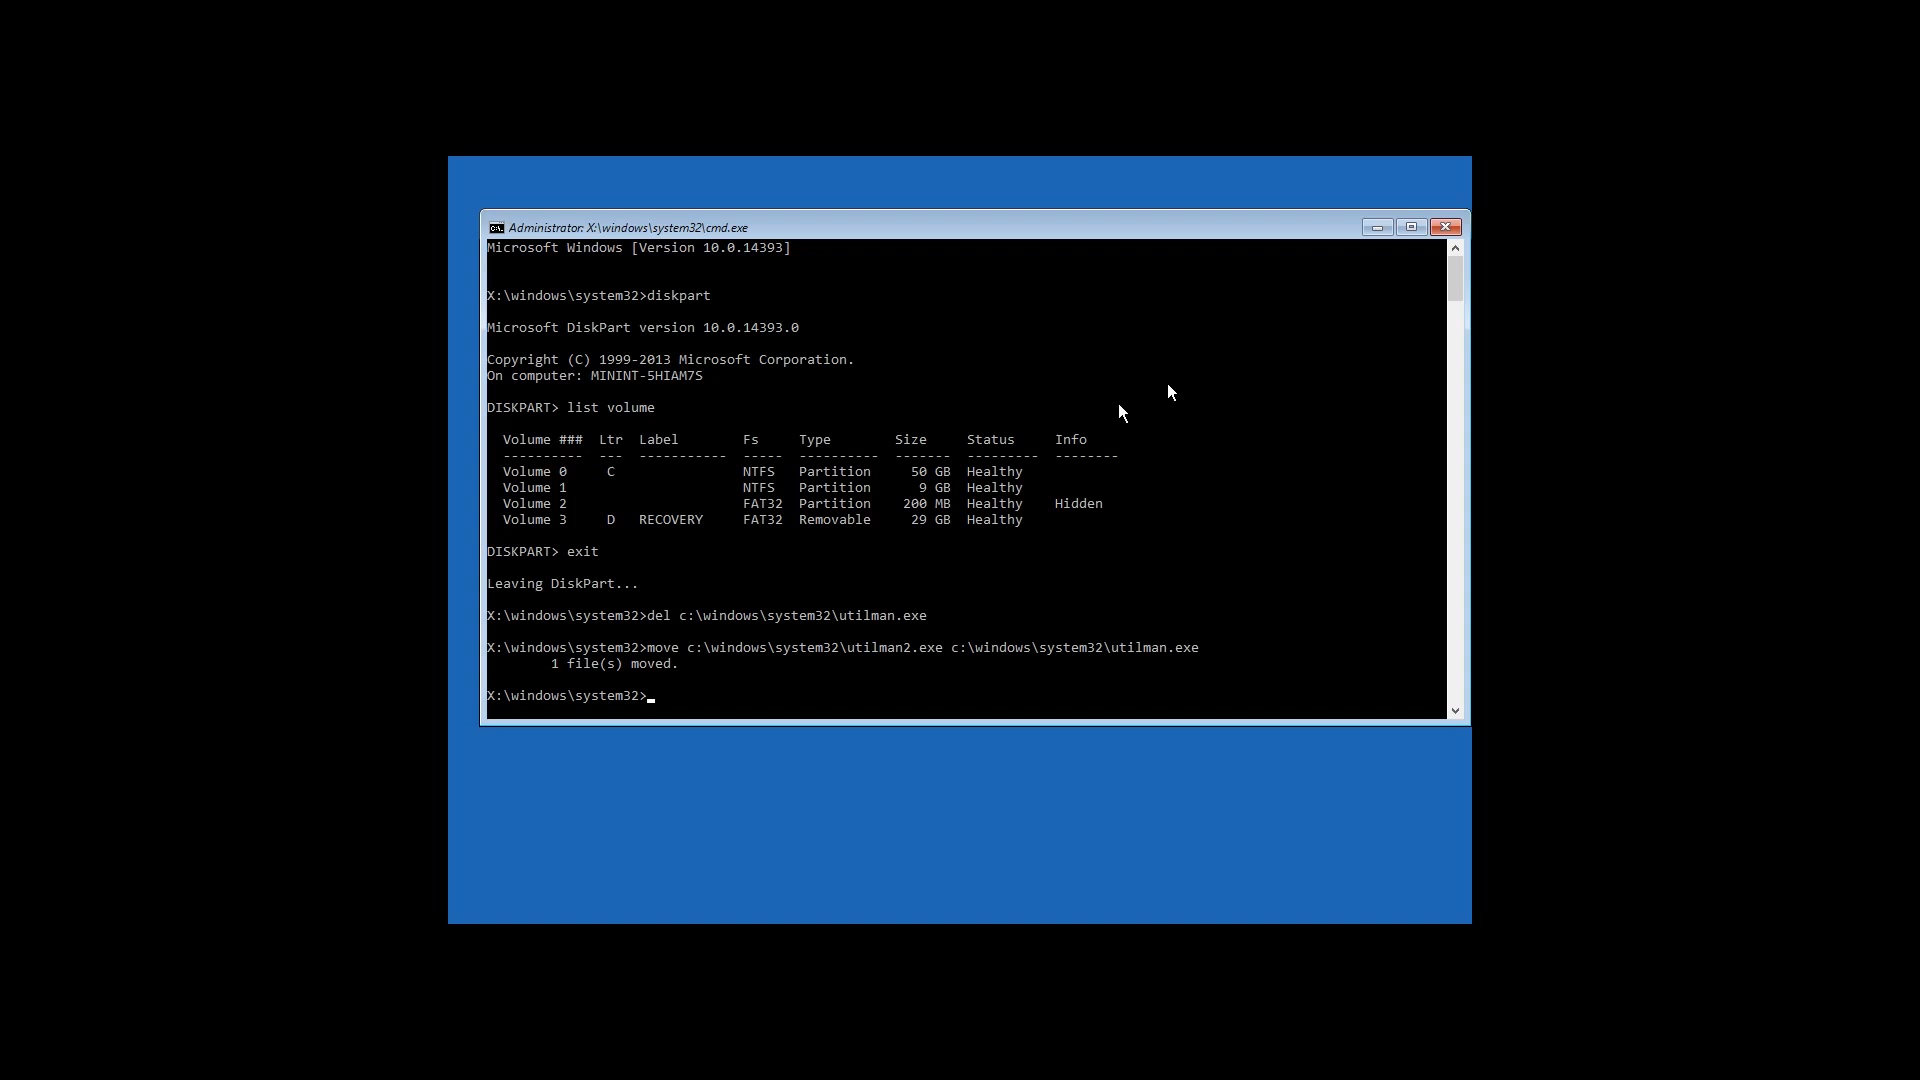 Administrator: X:\windows\system32\cmd.exe
Microsoft Windows [Version 10.0.14393]
X:\windows\system32>diskpart
Microsoft DiskPart version 10.0.14393.0
Copyright (C) 1999-2013 Microsoft Corporation.
On computer: MININT-5HIAM7S
DISKPART> list volume
Volume ###  Ltr  Label        Fs     Type        Size     Status     Info
----------  ---  -----------  -----  ----------  -------  ---------  --------
Volume 0     C                NTFS   Partition     50 GB  Healthy
Volume 1                      NTFS   Partition      9 GB  Healthy
Volume 2                      FAT32  Partition    200 MB  Healthy    Hidden
Volume 3     D   RECOVERY     FAT32  Removable     29 GB  Healthy
DISKPART> exit
Leaving DiskPart...
X:\windows\system32>del c:\windows\system32\utilman.exe
X:\windows\system32>move c:\windows\system32\utilman2.exe c:\windows\system32\utilman.exe
1 file(s) moved.
X:\windows\system32>